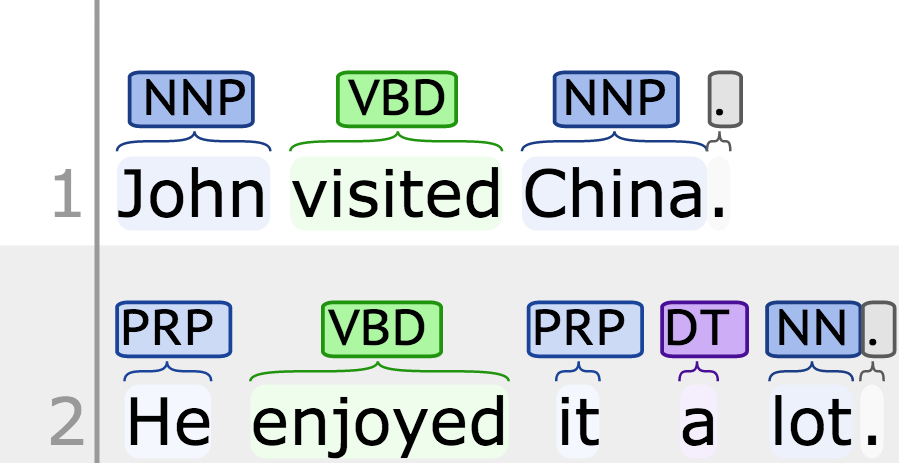 NNP VBD NNP .
1 John visited China.
PRP VBD PRP DT NN .
2 He enjoyed it a lot.